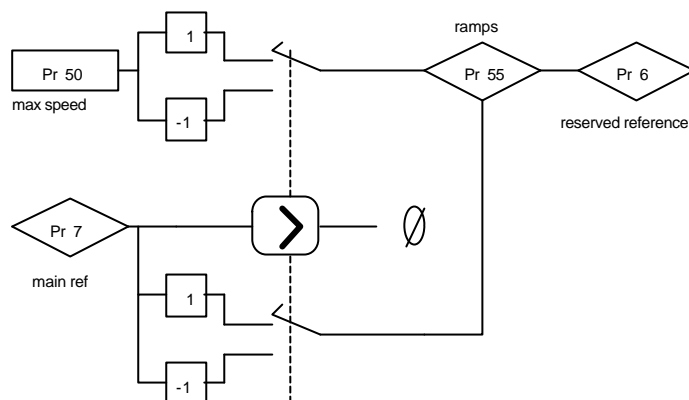 ramps
1
Pr 50
Pr 55
Pr 6
max speed
-1
reserved reference
Pr 7
>
0
main ref
1
-1